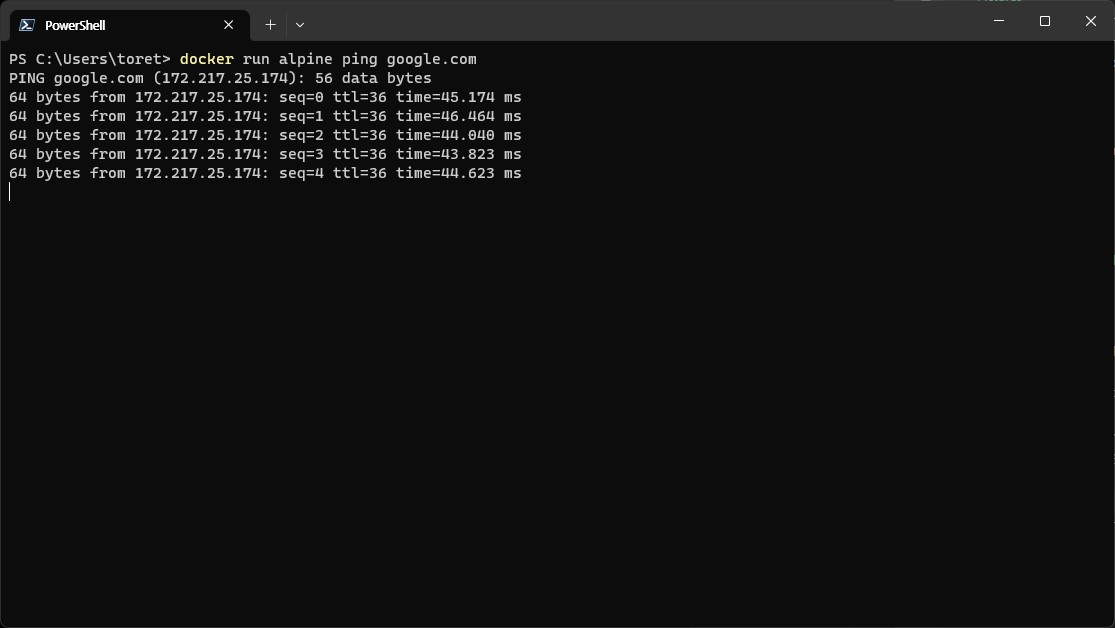 PowerShell
PS C:\Users\toret> docker run alpine ping google.com
PING google.com (172.217.25.174): 56 data bytes
64 bytes from 172.217.25.174: seq=0 ttl=36 time=45.174 ms
64 bytes from 172.217.25.174: seq=1 ttl=36 time=46.464 ms
64 bytes from 172.217.25.174: seq=2 ttl=36 time=44.040 ms
64 bytes from 172.217.25.174: seq=3 ttl=36 time=43.823 ms
64 bytes from 172.217.25.174: seq=4 ttl=36 time=44.623 ms